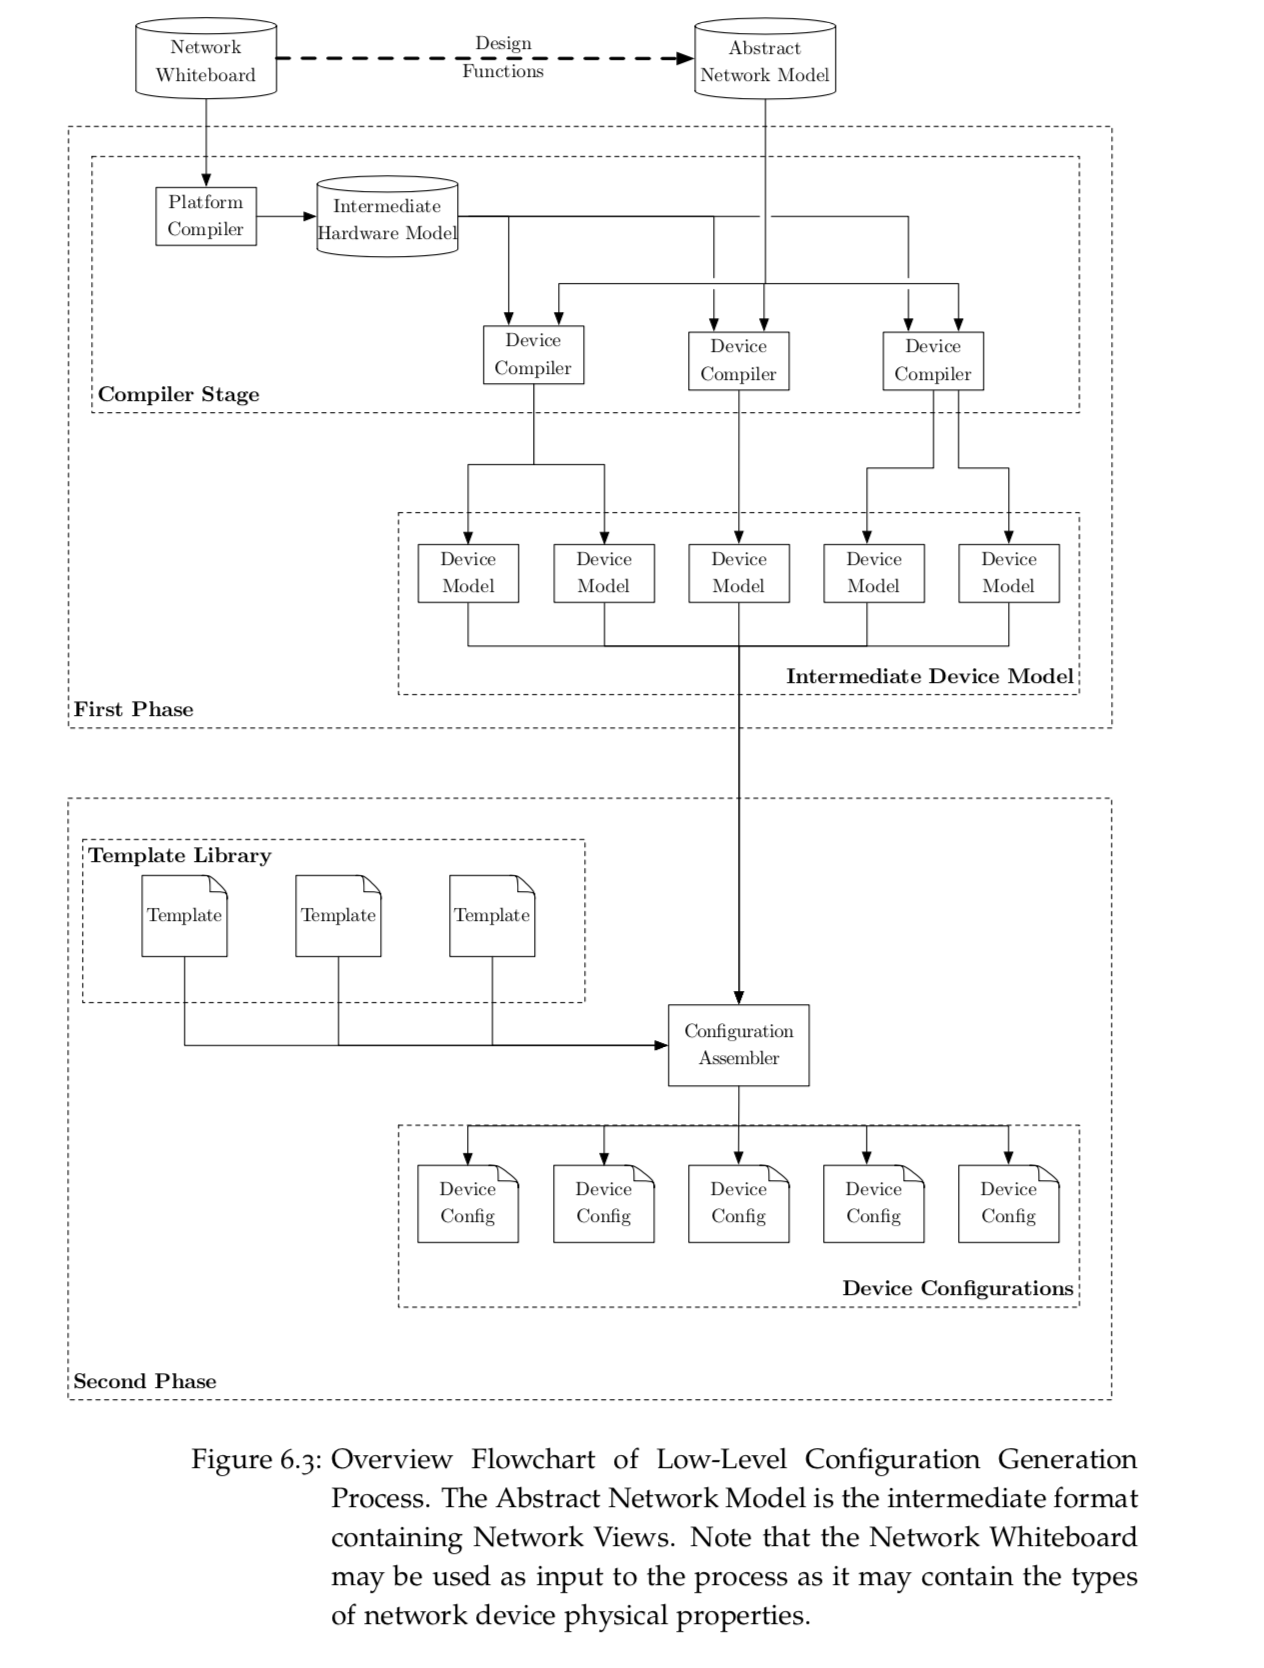 Network
Whiteboard
Design
Functions
Abstract
Network Model
Platform
Compiler
Intermediate
Hardware Model
Device
Compiler
Device
Compiler
Device
Compiler
Compiler Stage
Device
Model
Device
Model
Device
Model
Device
Model
Device
Model
Intermediate Device Model
First Phase
Template Library
Template
Template
Template
Configuration
Assembler
Device
Config
Device
Config
Device
Config
Device
Config
Device
Config
Device Configurations
Second Phase
Figure 6.3: Overview Flowchart of Low-Level Configuration Generation
Process. The Abstract Network Model is the intermediate format
containing Network Views. Note that the Network Whiteboard
may be used as input to the process as it may contain the types
of network device physical properties.